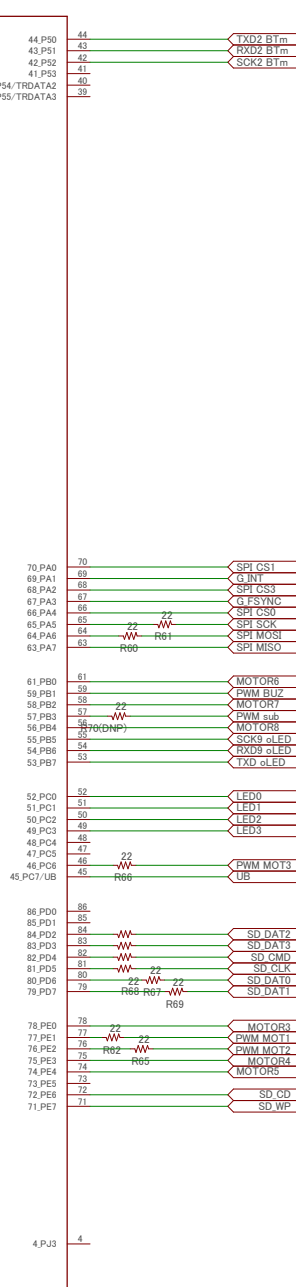 44_P50 44 TXD2 BTm
43_P51 43 RXD2 BTm
42_P52 42 SCK2 BTm
41_P53 41
P54/TRDATA2 40
P55/TRDATA3 39
70_PA0 70 SPI CS1
69_PA1 69 G_INT
68_PA2 68 SPI CS3
67_PA3 67 G_FSYNC
66_PA4 66 SPI CS0
65_PA5 65 22 R61 SPI SCK
64_PA6 64 22 R60 SPI MOSI
63_PA7 63 SPI MISO
61_PB0 61 MOTOR6
59_PB1 59 PWM BUZ
58_PB2 58 MOTOR7
57_PB3 57 22 R70(DNP) PWM sub
56_PB4 56 MOTOR8
55_PB5 55 SCK9 oLED
54_PB6 54 RXD9 oLED
53_PB7 53 TXD oLED
52_PC0 52 LED0
51_PC1 51 LED1
50_PC2 50 LED2
49_PC3 49 LED3
48_PC4 48
47_PC5 47
46_PC6 46 22 R66 PWM MOT3
45_PC7/UB 45 UB
86_PD0 86
85_PD1 85
84_PD2 84 SD_DAT2
83_PD3 83 SD_DAT3
82_PD4 82 SD_CMD
81_PD5 81 SD_CLK
80_PD6 80 22 SD_DAT0
79_PD7 79 22 SD_DAT1
R68 R67 R69
78_PE0 78 MOTOR3
77_PE1 77 22 R62 PWM MOT1
76_PE2 76 22 R65 PWM MOT2
75_PE3 75 MOTOR4
74_PE4 74 MOTOR5
73_PE5 73
72_PE6 72 SD_CD
71_PE7 71 SD_WP
4_PJ3 4